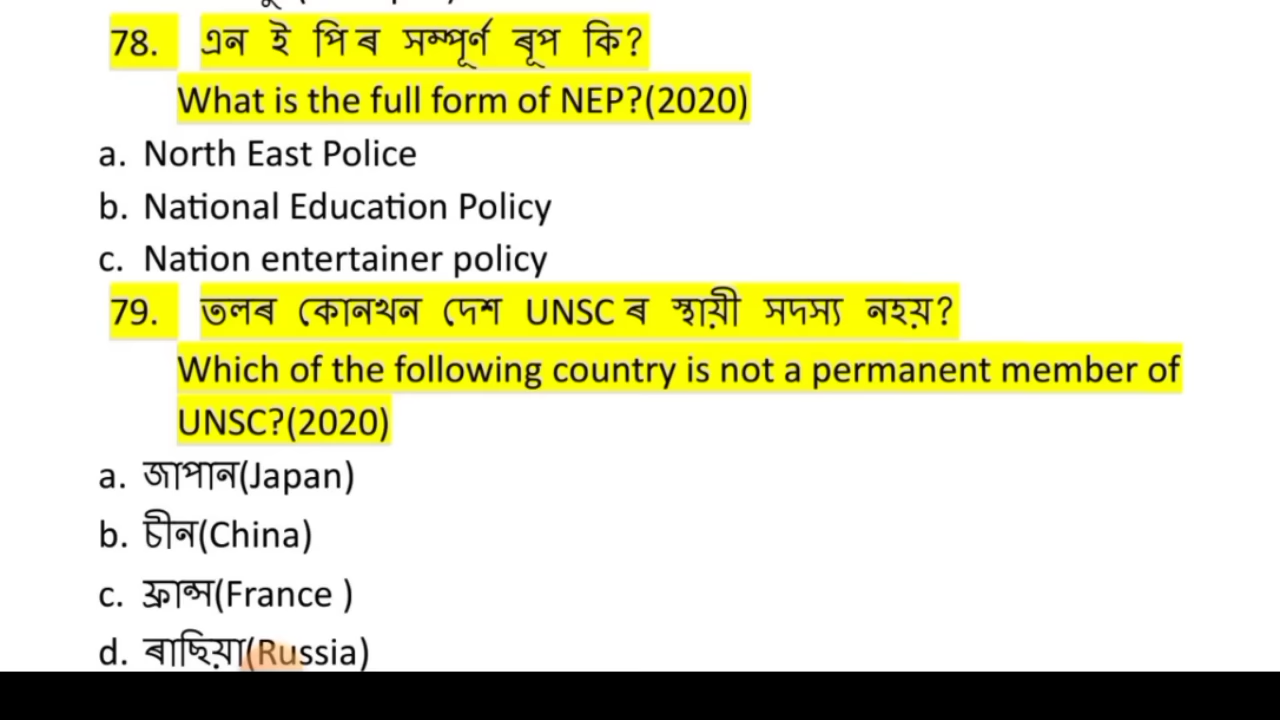 78. এন ই পি ৰ সম্পূৰ্ণ ৰূপ কি?
What is the full form of NEP?(2020)
a. North East Police
b. National Education Policy
c. Nation entertainer policy
79. তলৰ কোনখন দেশ UNSC ৰ স্থায়ী সদস্য নহয়?
Which of the following country is not a permanent member of
UNSC?(2020)
a. জাপান(Japan)
b. চীন(China)
c. ফ্ৰান্স(France )
d. ৰাছিয়া(Russia)